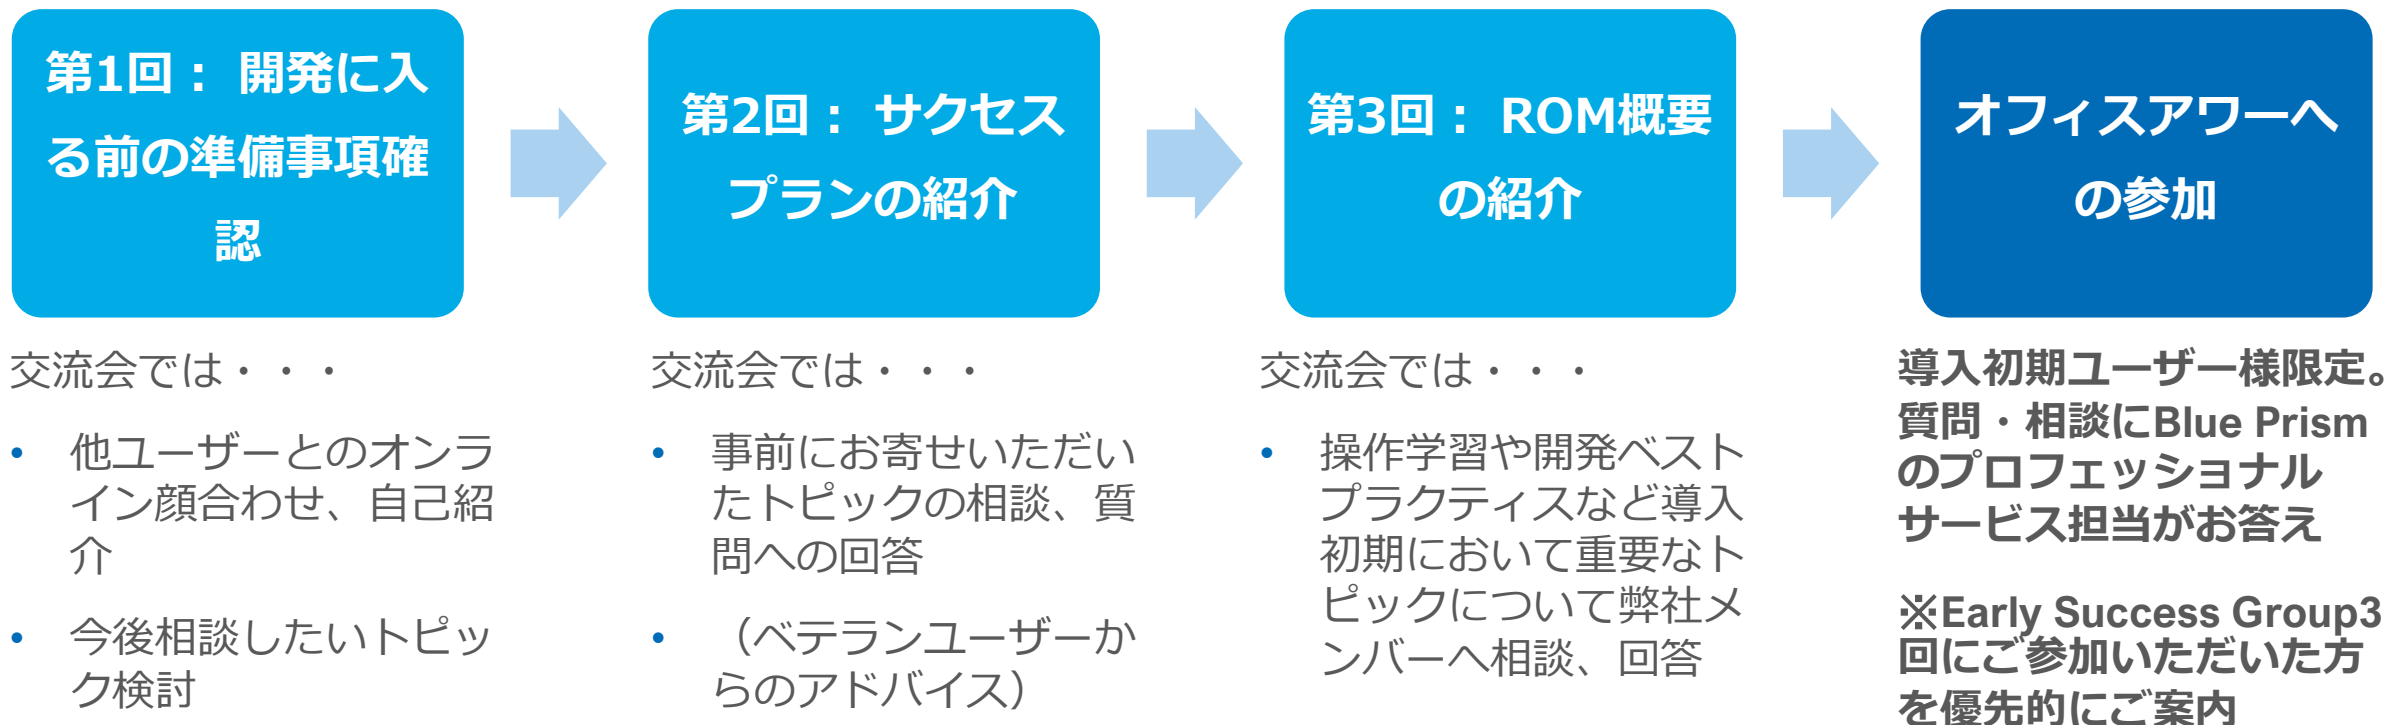 第1回： 開発に入
る前の準備事項確
認
第2回： サクセス
プランの紹介
第3回： ROM概要
の紹介
オフィスアワーへ
の参加
交流会では・・・
• 他ユーザーとのオンラ
イン顔合わせ、自己紹
介
• 今後相談したいトピッ
ク検討
交流会では・・・
• 事前にお寄せいただい
たトピックの相談、質
問への回答
• （ベテランユーザーか
らのアドバイス）
交流会では・・・
• 操作学習や開発ベスト
プラクティスなど導入
初期において重要なト
ピックについて弊社メ
ンバーへ相談、回答
導入初期ユーザー様限定。
質問・相談にBlue Prism
のプロフェッショナル
サービス担当がお答え
※Early Success Group3
回にご参加いただいた方
を優先的にご案内